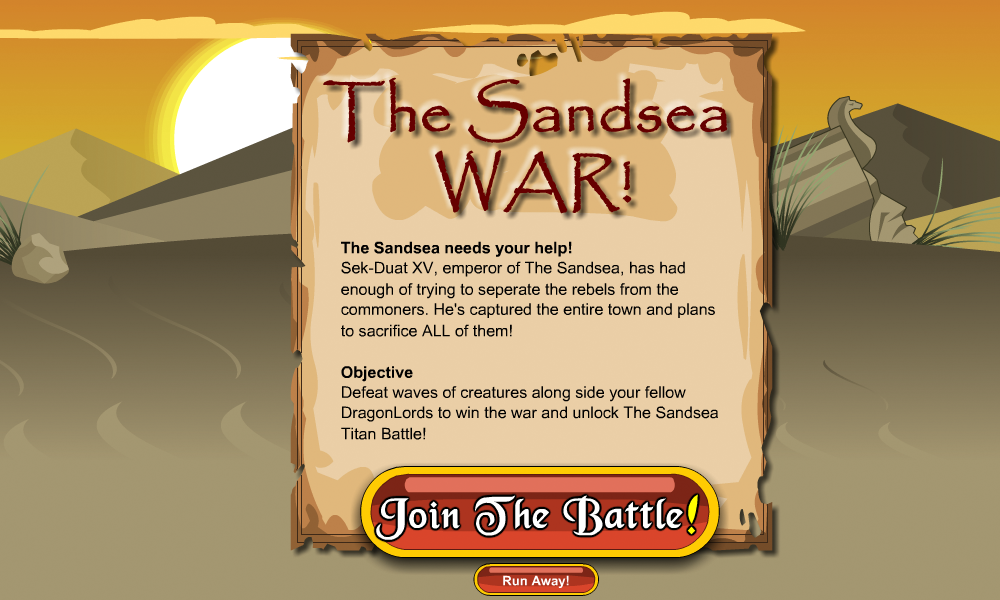 The Sandsea
WAR!
The Sandsea needs your help!
Sek-Duat XV, emperor of The Sandsea, has had
enough of trying to seperate the rebels from the
commoners. He's captured the entire town and plans
to sacrifice ALL of them!
Objective
Defeat waves of creatures along side your fellow
DragonLords to win the war and unlock The Sandsea
Titan Battle!
Join The Battle!
Run Away!